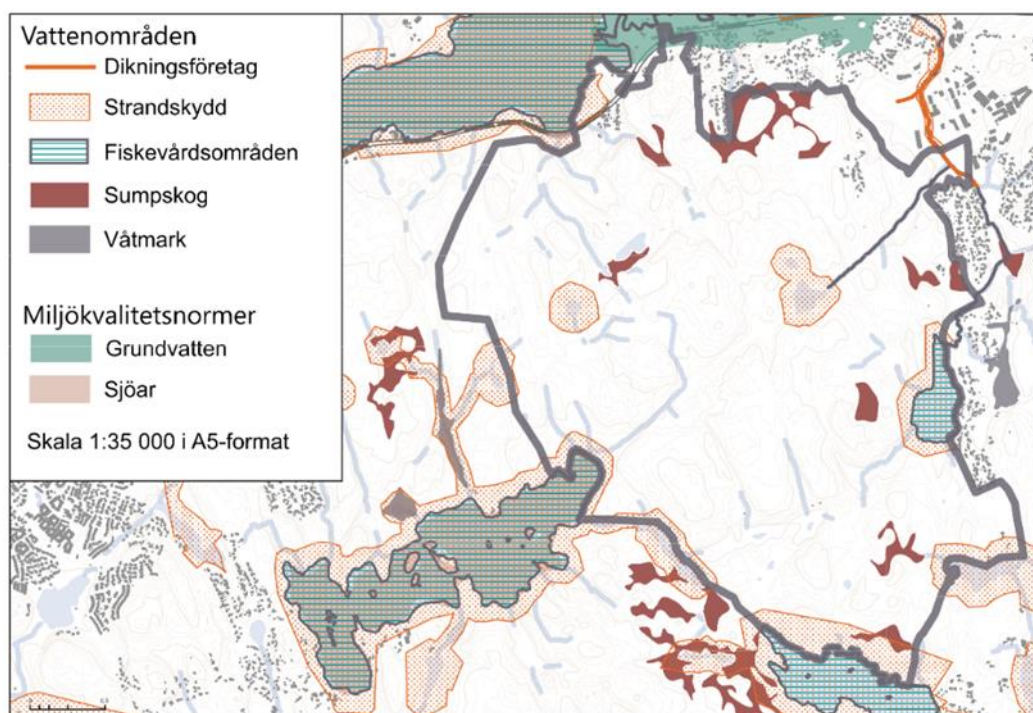 Vattenområden
Dikningsföretag
Strandskydd
Fiskevårdsområden
Sumpskog
Våtmark
Miljökvalitetsnormer
Grundvatten
Sjöar
Skala 1:35 000 i A5-format